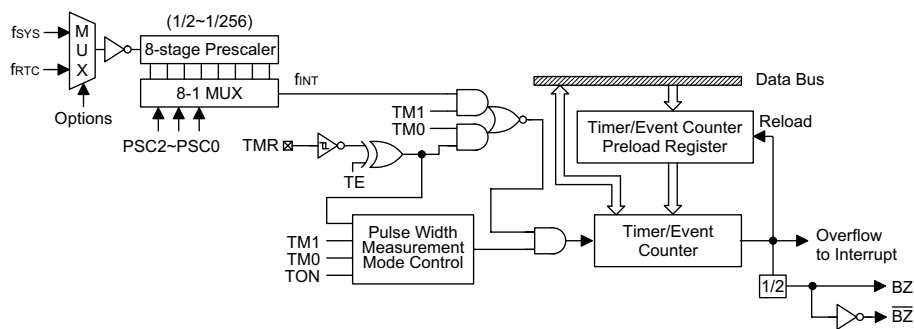 (1/2~1/256)
fSYS
M
U
X
8-stage Prescaler
fRTC
8-1 MUX
fINT
Options
PSC2~PSC0
TM1
TM0
TMR
TE
Data Bus
Timer/Event Counter
Preload Register
Reload
TM1
TM0
TON
Pulse Width
Measurement
Mode Control
Timer/Event
Counter
Overflow
to Interrupt
1/2
BZ
B̅Z̅